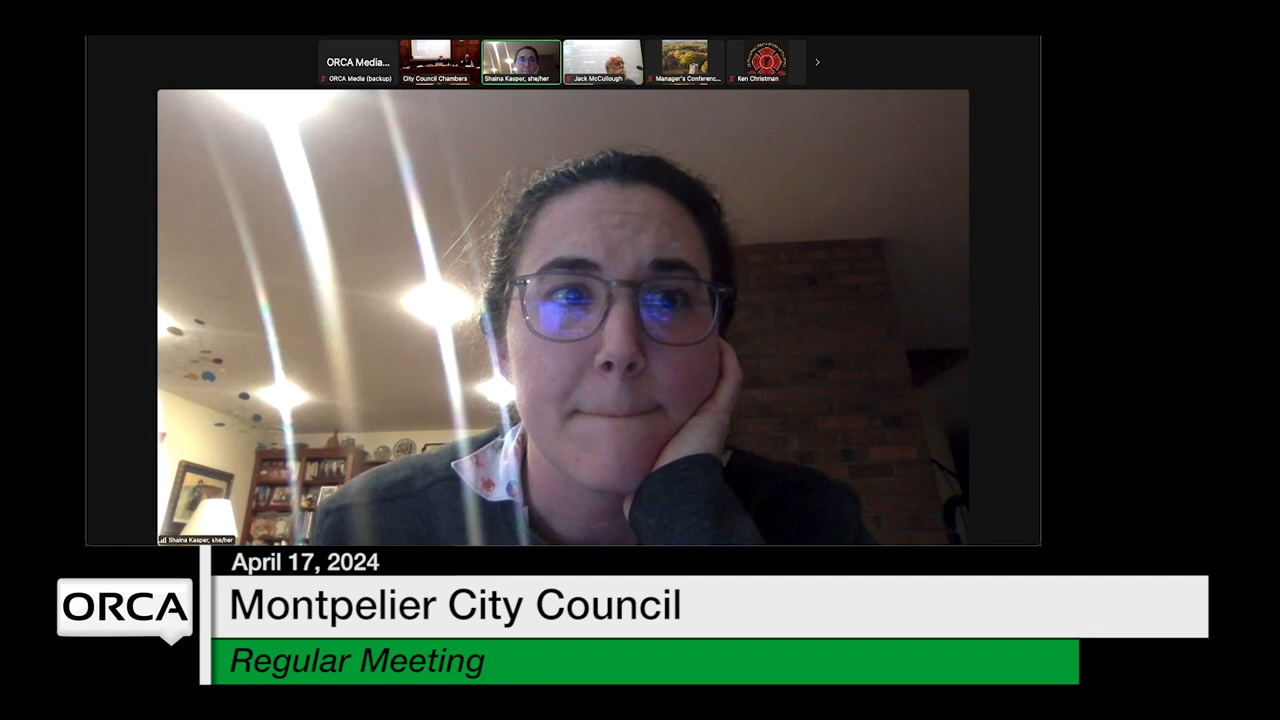 ORCA Media...
ORCA Media (backup)
City Council Chambers
Shaina Kasper, she/her
Jack McCullough
Manager's Conferenc...
Ken Christman
Shaina Kasper, she/her
April 17, 2024
ORCA
Montpelier City Council
Regular Meeting